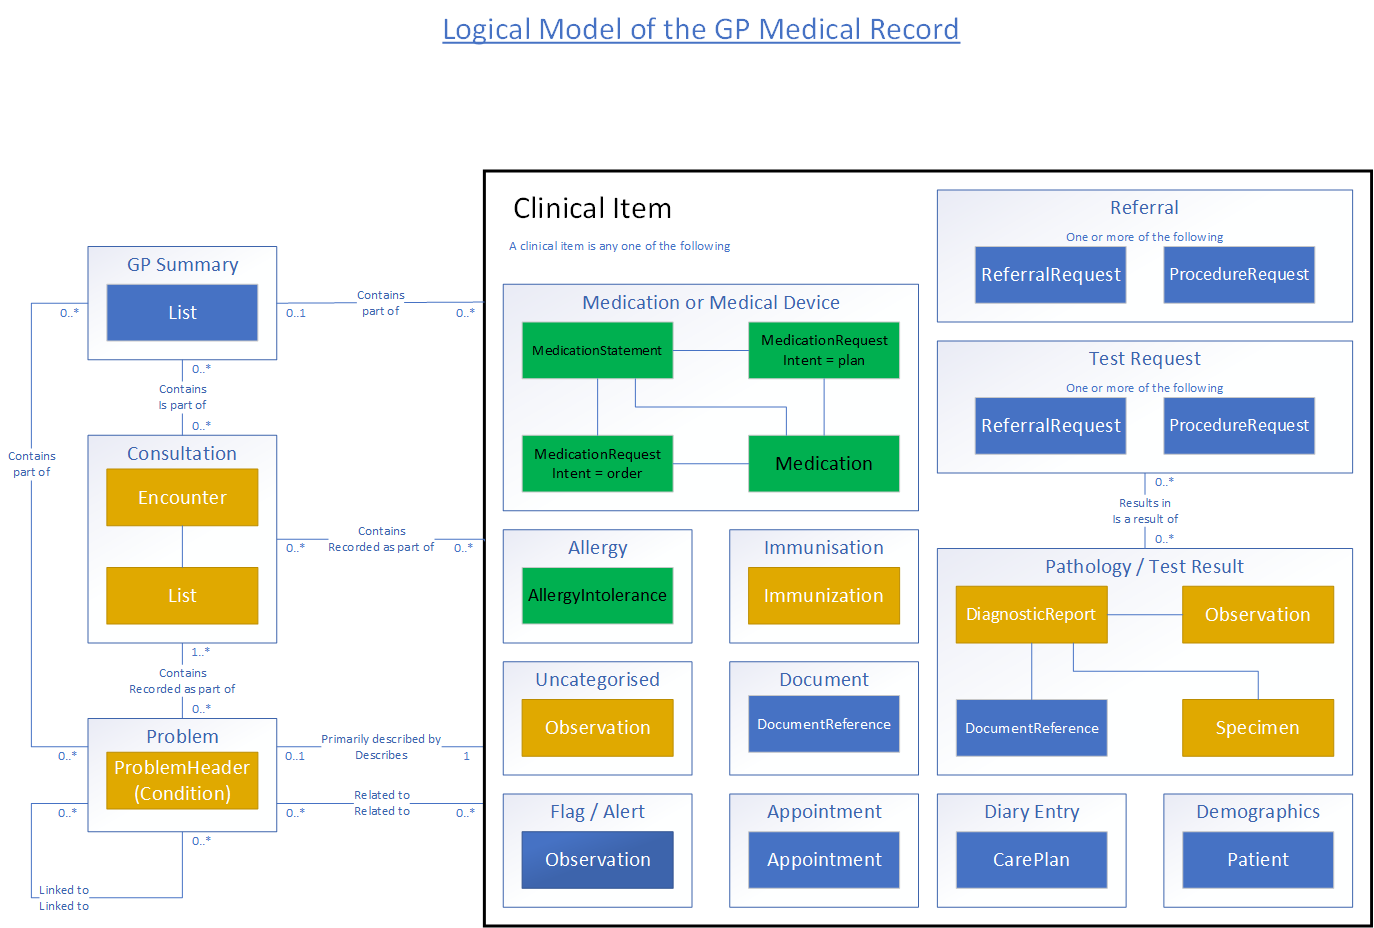 Logical Model of the GP Medical Record
Clinical Item
A clinical item is any one of the following
GP Summary
List
0..*
0..1
Contains
part of
0..*
0..*
Contains
Is part of
0..*
Consultation
Encounter
List
Contains
part of
0..*
Contains
Recorded as part of
0..*
1..*
Contains
Recorded as part of
0..*
Problem
ProblemHeader
(Condition)
0..*
0..1
Primarily described by
Describes
1
0..*
0..*
Related to
Related to
0..*
0..*
Linked to
Linked to
Medication or Medical Device
MedicationStatement
MedicationRequest
Intent = plan
MedicationRequest
Intent = order
Medication
Allergy
AllergyIntolerance
Immunisation
Immunization
Uncategorised
Observation
Document
DocumentReference
Flag / Alert
Observation
Appointment
Appointment
Referral
One or more of the following
ReferralRequest
ProcedureRequest
Test Request
One or more of the following
ReferralRequest
ProcedureRequest
0..*
Results in
Is a result of
0..*
Pathology / Test Result
DiagnosticReport
Observation
DocumentReference
Specimen
Diary Entry
CarePlan
Demographics
Patient